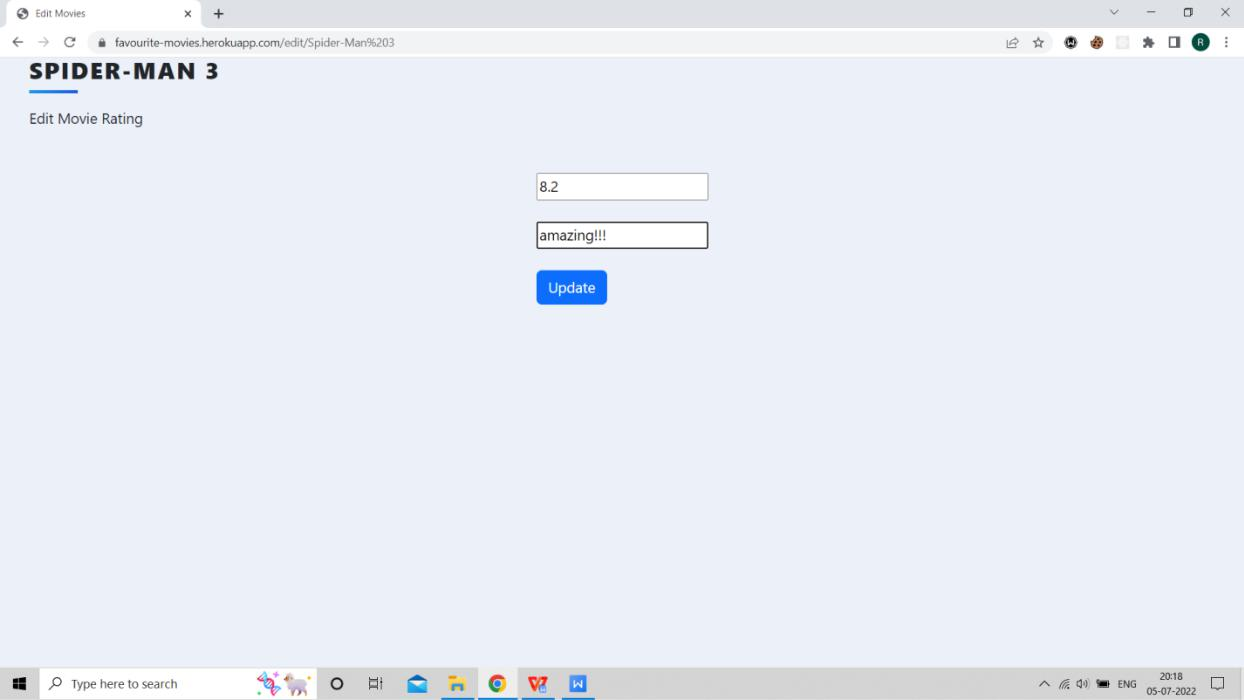 Edit Movies
favourite-movies.herokuapp.com/edit/Spider-Man%203
R
SPIDER-MAN 3
Edit Movie Rating
8.2
amazing!!!
Update
Type here to search
W
ENG
20:18
05-07-2022